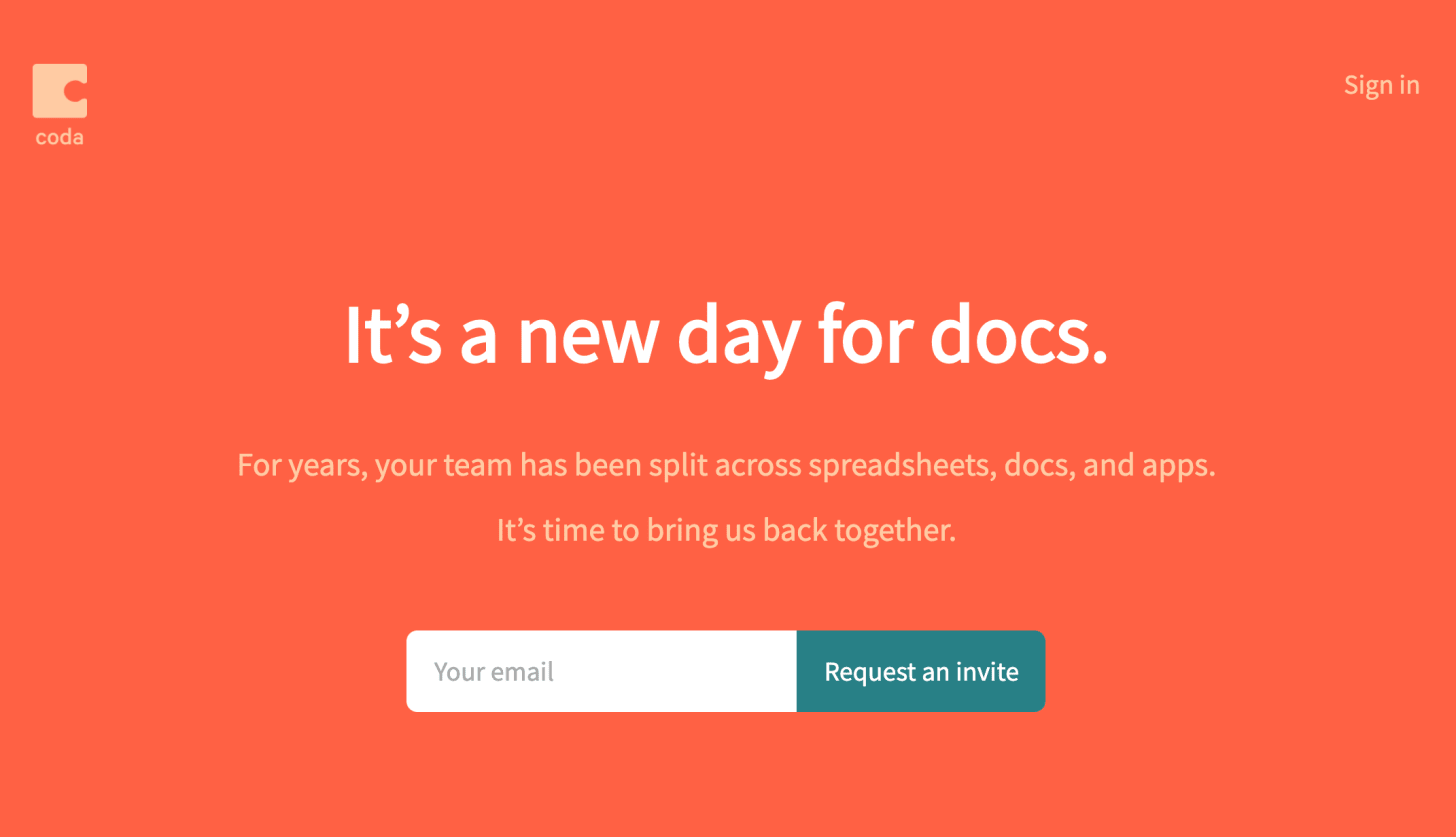 coda
Sign in
It’s a new day for docs.
For years, your team has been split across spreadsheets, docs, and apps.
It’s time to bring us back together.
Your email
Request an invite